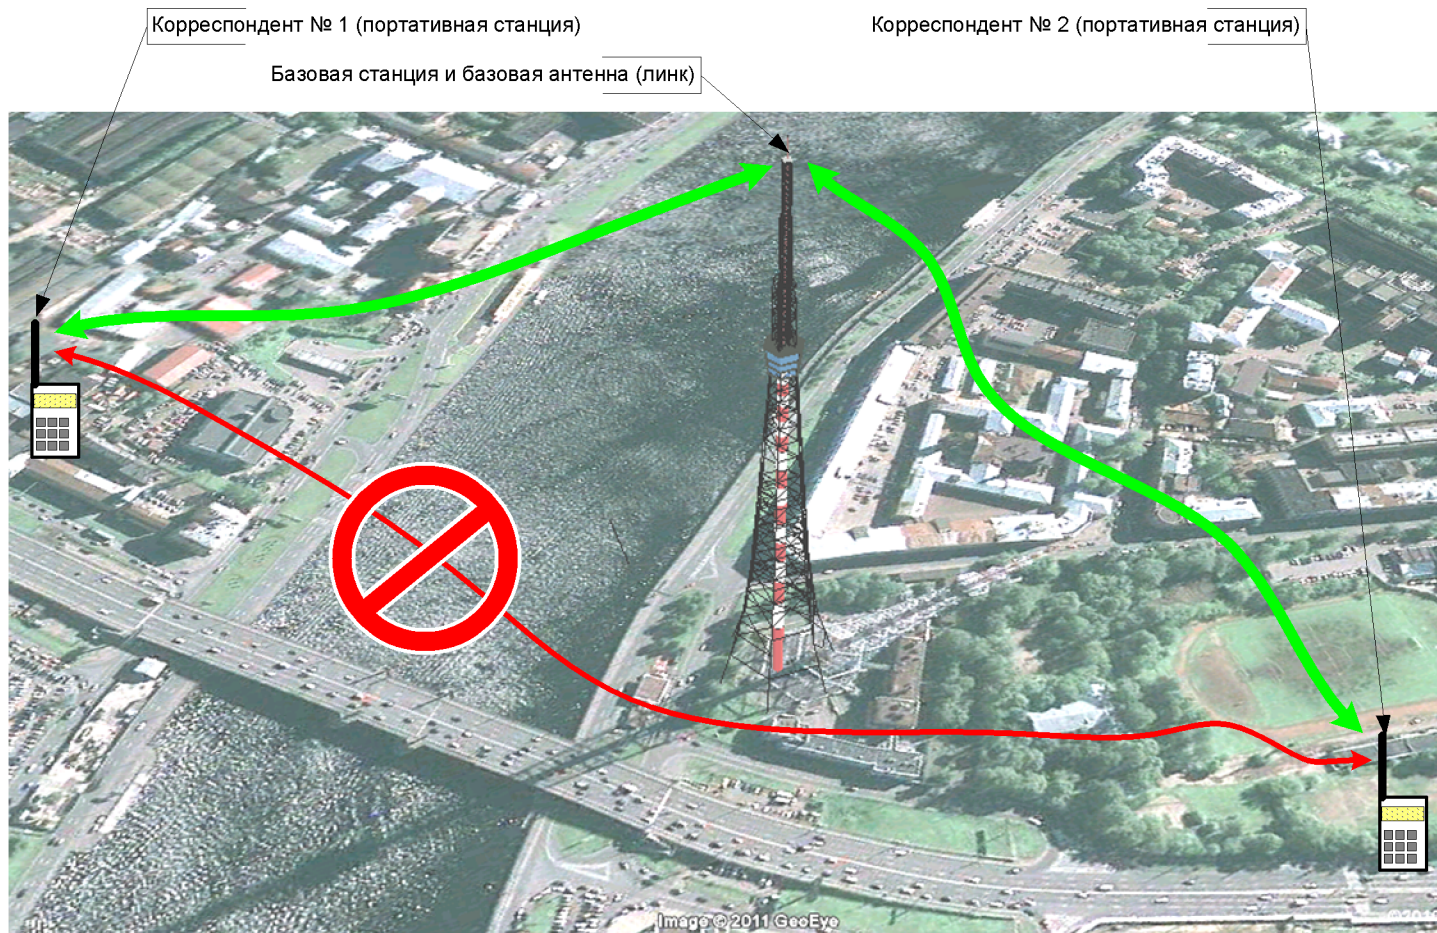 Корреспондент № 1 (портативная станция)
Корреспондент № 2 (портативная станция)
Базовая станция и базовая антенна (линк)
Image © 2011 GeoEye